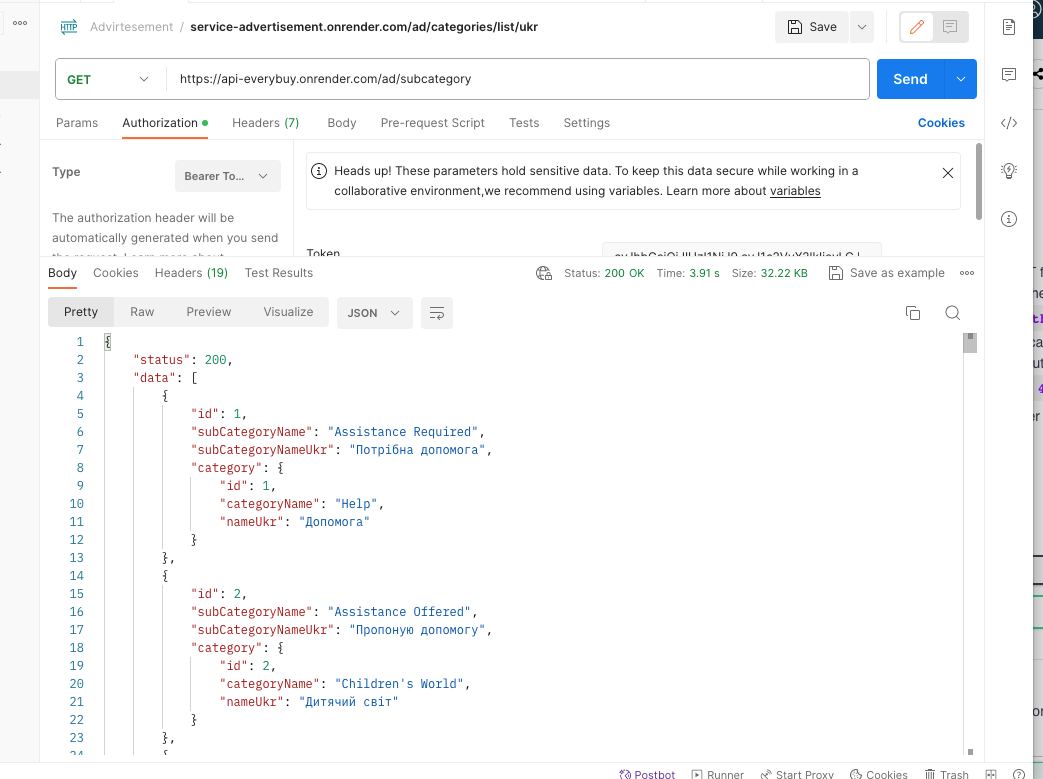 HTTP Advirtesement / service-advertisement.onrender.com/ad/categories/list/ukr Save
GET https://api-everybuy.onrender.com/ad/subcategory Send
Params Authorization Headers (7) Body Pre-request Script Tests Settings Cookies
Type Bearer To...
The authorization header will be
automatically generated when you send
Heads up! These parameters hold sensitive data. To keep this data secure while working in a
collaborative environment,we recommend using variables. Learn more about variables
Token
Body Cookies Headers (19) Test Results Status: 200 OK Time: 3.91 s Size: 32.22 KB Save as example
Pretty Raw Preview Visualize JSON
1 {
2 "status": 200,
3 "data": [
4 {
5 "id": 1,
6 "subCategoryName": "Assistance Required",
7 "subCategoryNameUkr": "Потрібна допомога",
8 "category": {
9 "id": 1,
10 "categoryName": "Help",
11 "nameUkr": "Допомога"
12 }
13 },
14 {
15 "id": 2,
16 "subCategoryName": "Assistance Offered",
17 "subCategoryNameUkr": "Пропоную допомогу",
18 "category": {
19 "id": 2,
20 "categoryName": "Children's World",
21 "nameUkr": "Дитячий світ"
22 }
23 },
24 {
Postbot Runner Start Proxy Cookies Trash